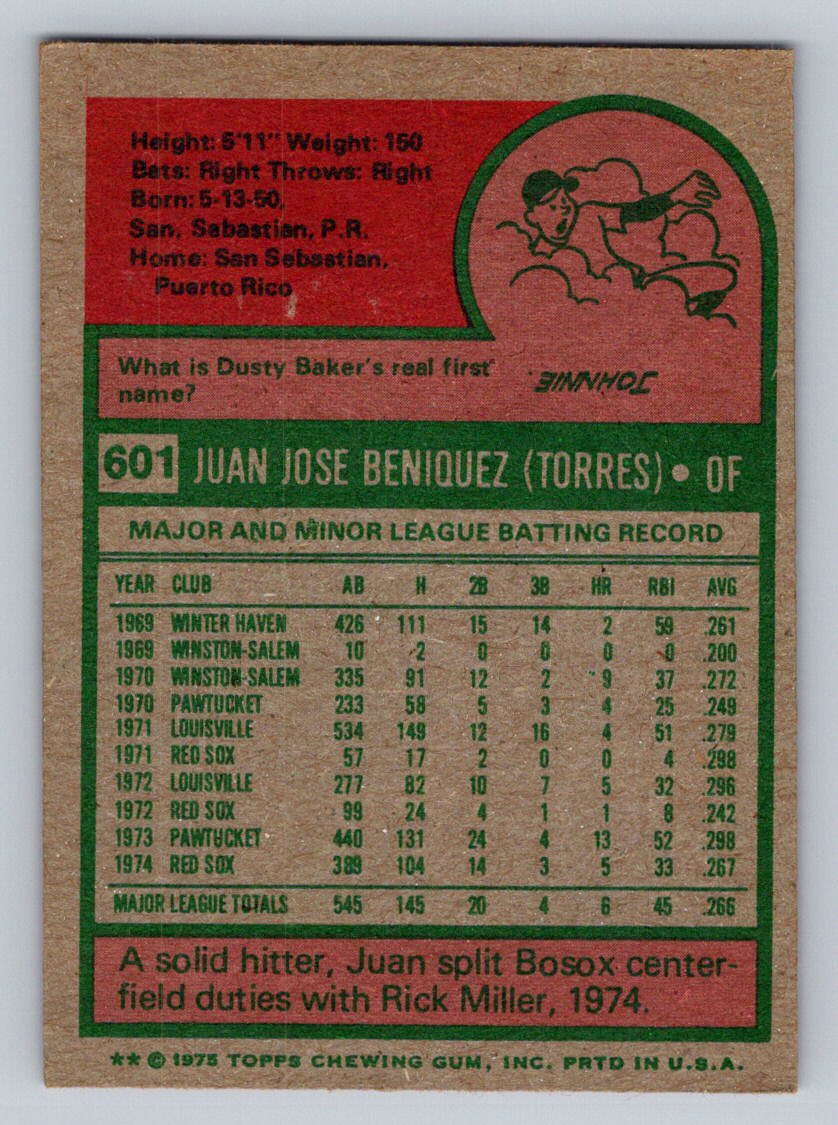 Height: 5'11" Weight: 150
Bats: Right Throws: Right
Born: 5-13-50,
San. Sabastian, P.R.
Home: San Sebastian,
Puerto Rico
What is Dusty Baker's real first
name?
JOHNNIE.
601 JUAN JOSE BENIQUEZ (TORRES) • OF
MAJOR AND MINOR LEAGUE BATTING RECORD
YEAR CLUB AB H 2B 3B HR RBI AVG
1969 WINTER HAVEN 426 111 15 14 2 59 .261
1969 WINSTON-SALEM 10 2 0 0 0 0 .200
1970 WINSTON-SALEM 335 91 12 2 9 37 .272
1970 PAWTUCKET 233 58 5 3 4 25 .249
1971 LOUISVILLE 534 149 12 16 4 51 .279
1971 RED SOX 57 17 2 0 0 4 .298
1972 LOUISVILLE 277 82 10 7 5 32 .296
1972 RED SOX 99 24 4 1 1 8 .242
1973 PAWTUCKET 440 131 24 4 13 52 .298
1974 RED SOX 389 104 14 3 5 33 .267
MAJOR LEAGUE TOTALS 545 145 20 4 6 45 .266
A solid hitter, Juan split Bosox center-
field duties with Rick Miller, 1974.
** © 1975 TOPPS CHEWING GUM, INC. PRTD IN U.S.A.